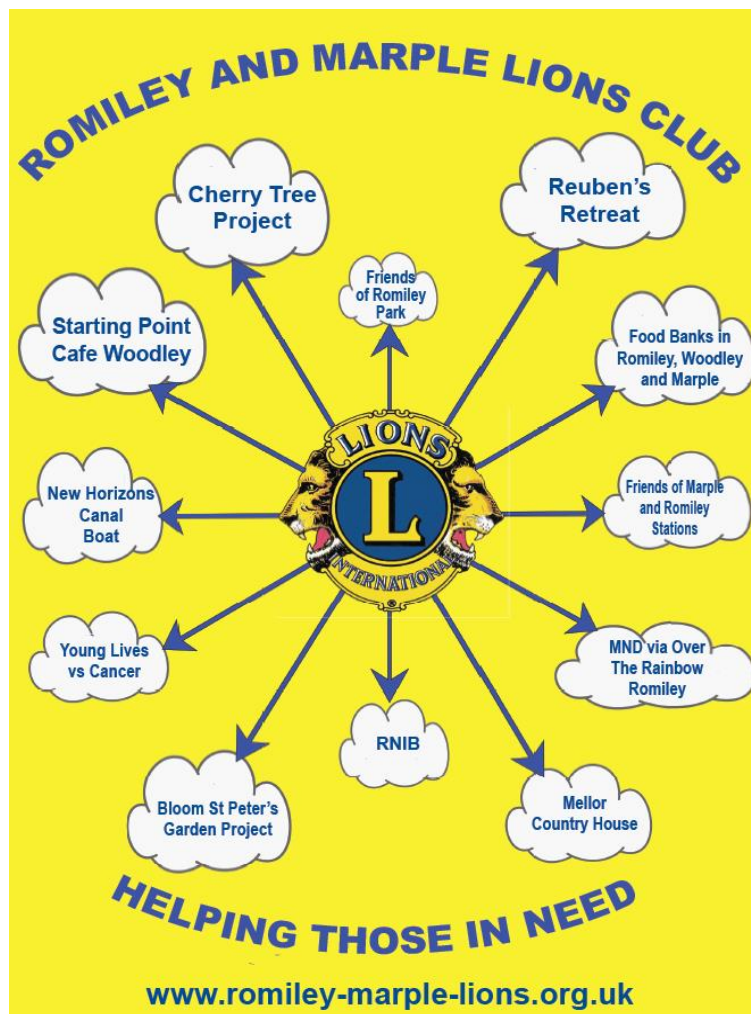 ROMILEY AND MARPLE LIONS CLUB
Cherry Tree
Project
Reuben's
Retreat
Friends
of Romiley
Park
Starting Point
Cafe Woodley
Food Banks in
Romiley, Woodley
and Marple
LIONS
L
INTERNATIONAL
®
New Horizons
Canal
Boat
Friends of Marple
and Romiley
Stations
Young Lives
vs Cancer
MND via Over
The Rainbow
Romiley
RNIB
Bloom St Peter's
Garden Project
Mellor
Country House
HELPING THOSE IN NEED
www.romiley-marple-lions.org.uk